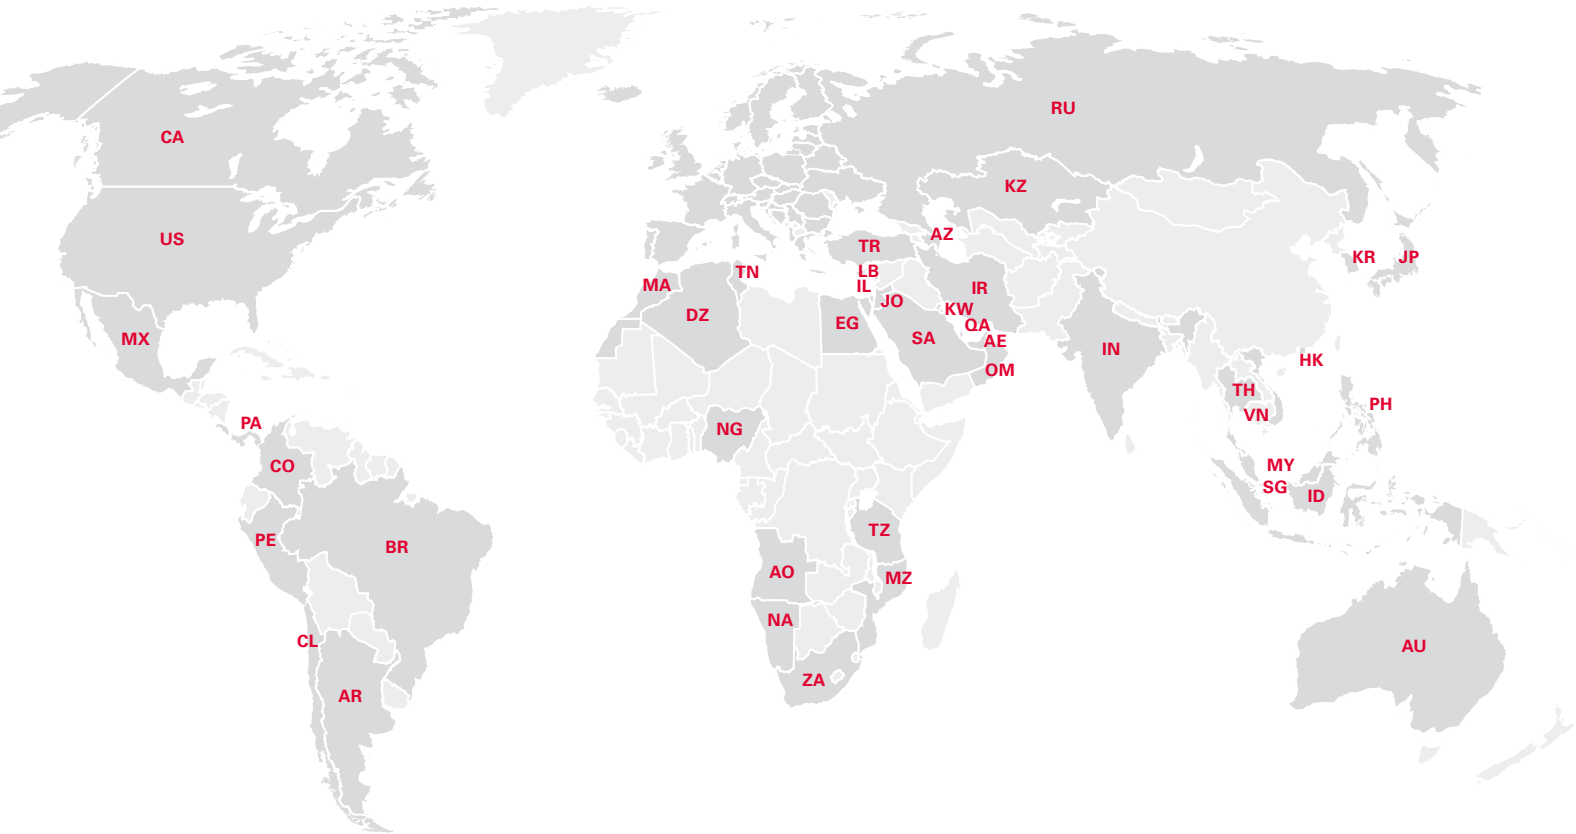 RU
CA
KZ
US
AZ
TR
KR
JP
LB
TN
IL
MA
IR
JO
KW
DZ
EG
QA
SA
AE
MX
IN
HK
OM
TH
PH
VN
PA
NG
CO
MY
SG
ID
TZ
PE
BR
AO
MZ
NA
CL
AU
ZA
AR